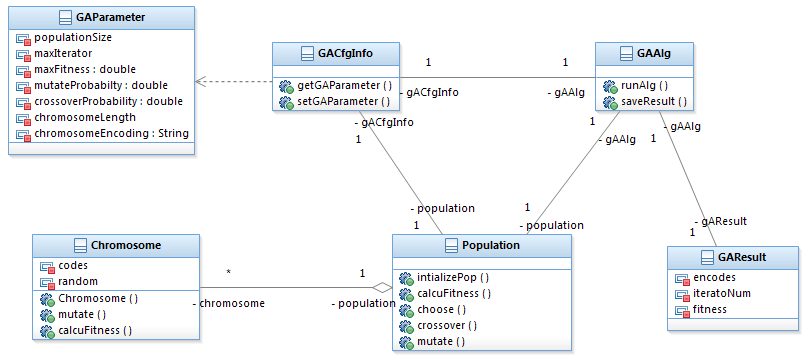 GAParameter
populationSize
maxIterator
maxFitness : double
mutateProbabilty : double
crossoverProbability : double
chromosomeLength
chromosomeEncoding : String
GACfgInfo
getGAParameter ( )
setGAParameter ( )
1
- gACfgInfo
1
- gAAlg
GAAlg
runAlg ( )
saveResult ( )
- gACfgInfo
1
- population
1
1
- gAAlg
1
- population
- gAAlg
1
- gAResult
1
Chromosome
codes
random
Chromosome ( )
mutate ( )
calcuFitness ( )
*
- chromosome
1
- population
Population
intializePop ( )
calcuFitness ( )
choose ( )
crossover ( )
mutate ( )
GAResult
encodes
iteratoNum
fitness